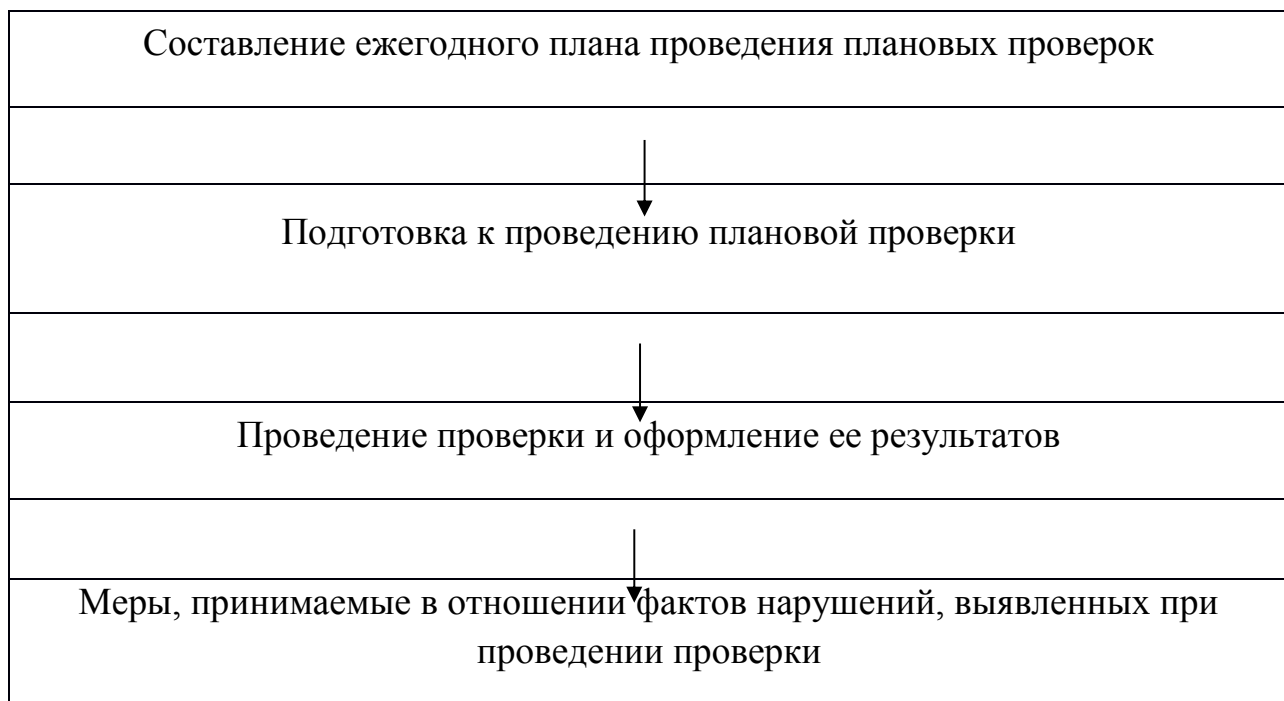 Составление ежегодного плана проведения плановых проверок
Подготовка к проведению плановой проверки
Проведение проверки и оформление ее результатов
Меры, принимаемые в отношении фактов нарушений, выявленных при
проведении проверки